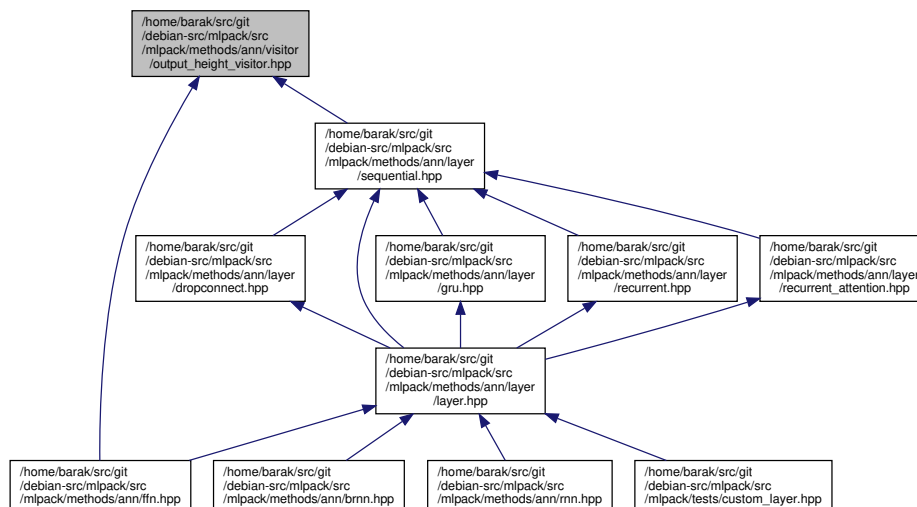 /home/barak/src/git
/debian-src/mlpack/src
/mlpack/methods/ann/visitor
/output_height_visitor.hpp
/home/barak/src/git
/debian-src/mlpack/src
/mlpack/methods/ann/layer
/sequential.hpp
/home/barak/src/git
/debian-src/mlpack/src
/mlpack/methods/ann/layer
/dropconnect.hpp
/home/barak/src/git
/debian-src/mlpack/src
/mlpack/methods/ann/layer
/gru.hpp
/home/barak/src/git
/debian-src/mlpack/src
/mlpack/methods/ann/layer
/recurrent.hpp
/home/barak/src/git
/debian-src/mlpack/src
/mlpack/methods/ann/layer
/recurrent_attention.hpp
/home/barak/src/git
/debian-src/mlpack/src
/mlpack/methods/ann/layer
/layer.hpp
/home/barak/src/git
/debian-src/mlpack/src
/mlpack/methods/ann/ffn.hpp
/home/barak/src/git
/debian-src/mlpack/src
/mlpack/methods/ann/brnn.hpp
/home/barak/src/git
/debian-src/mlpack/src
/mlpack/methods/ann/rnn.hpp
/home/barak/src/git
/debian-src/mlpack/src
/mlpack/tests/custom_layer.hpp